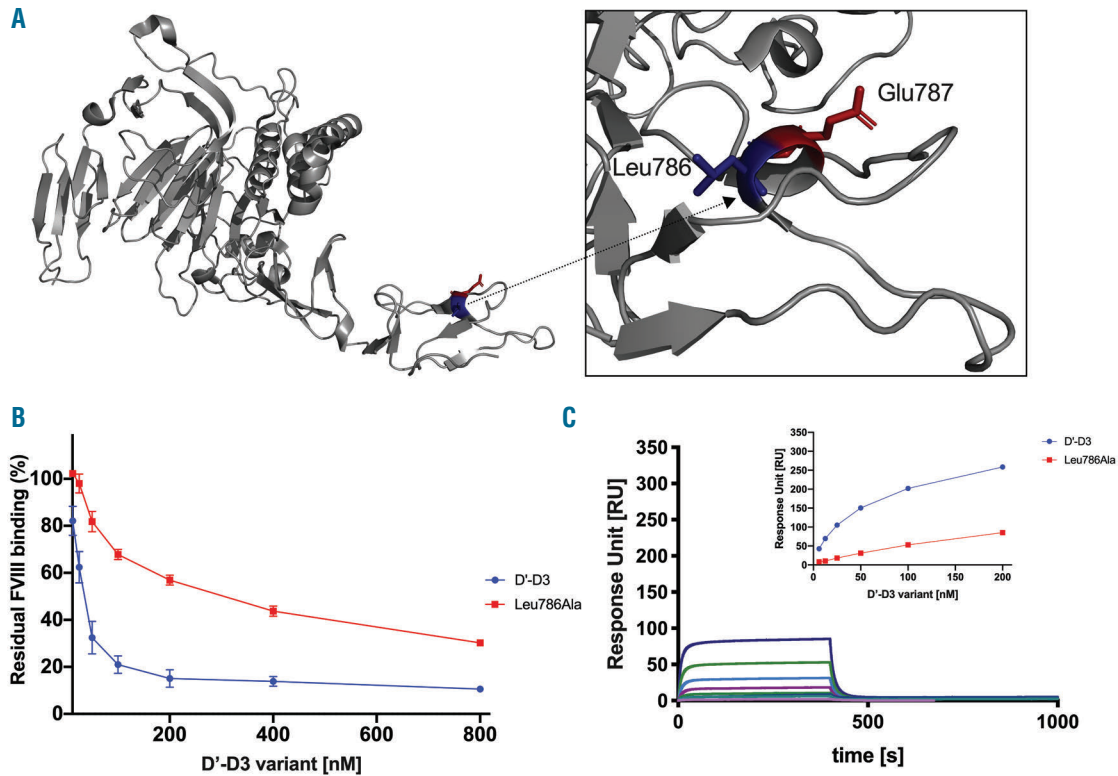 A
Leu786
Glu787
B
Residual FVIII binding (%)
100
80
60
40
20
0
200
400
600
800
D'-D3 variant [nM]
D'-D3
Leu786Ala
C
Response Unit [RU]
350
300
250
200
150
100
50
0
0
500
1000
time [s]
Response Unit [RU]
350
300
250
200
150
100
50
0
0
50
100
150
200
D'-D3 variant [nM]
D'-D3
Leu786Ala